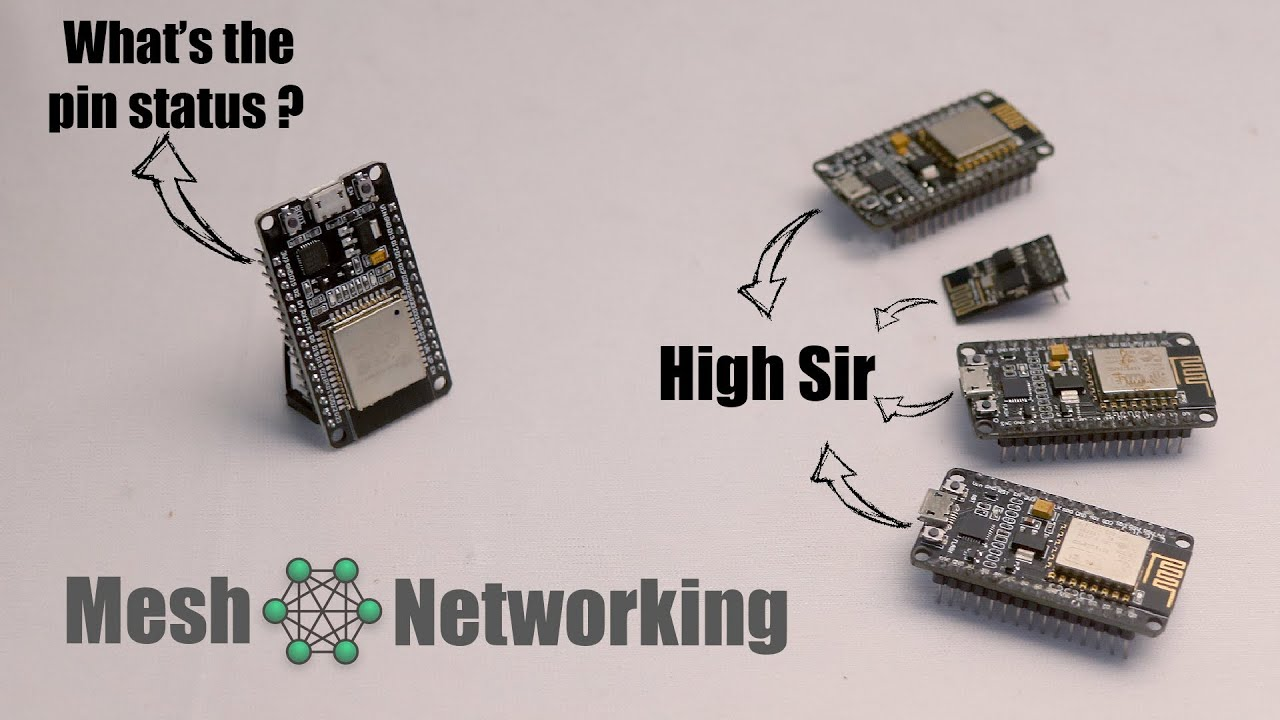 What's the
pin status ?
High Sir
Mesh Networking